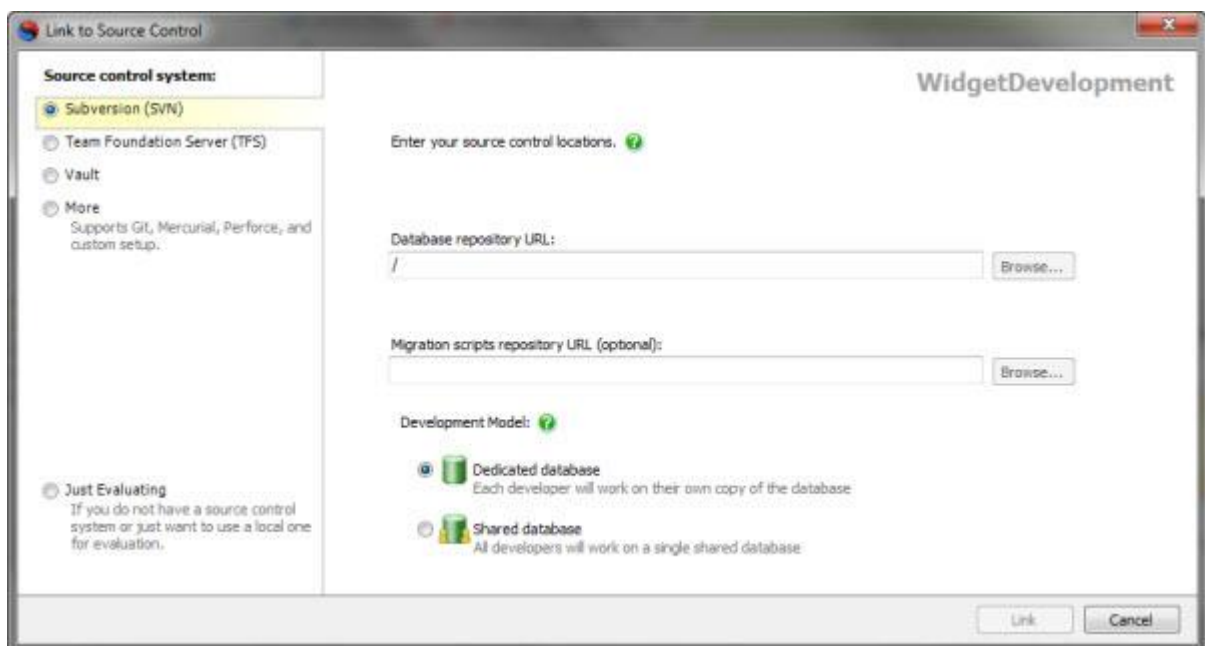 Link to Source Control
Source control system:
WidgetDevelopment
Subversion (SVN)
Team Foundation Server (TFS)
Enter your source control locations.
Vault
More
Supports Git, Mercurial, Perforce, and
custom setup.
Database repository URL:
/
Browse...
Migration scripts repository URL (optional):
Browse...
Development Model:
Dedicated database
Each developer will work on their own copy of the database
Shared database
All developers will work on a single shared database
Just Evaluating
If you do not have a source control
system or just want to use a local one
for evaluation.
Link
Cancel